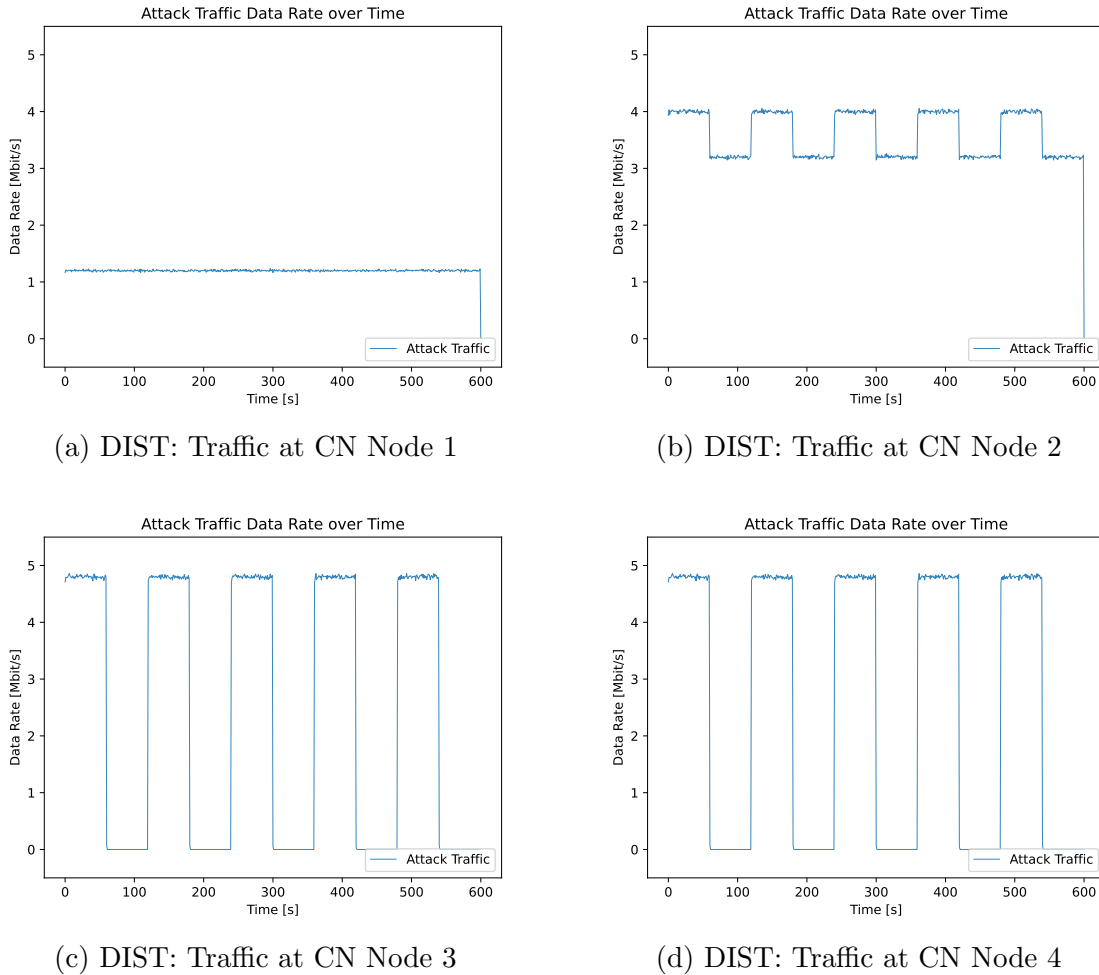 Attack Traffic Data Rate over Time
Data Rate [Mbit/s]
5
4
3
2
1
0
Attack Traffic
0 100 200 300 400 500 600
Time [s]
(a) DIST: Traffic at CN Node 1
Attack Traffic Data Rate over Time
Data Rate [Mbit/s]
5
4
3
2
1
0
Attack Traffic
0 100 200 300 400 500 600
Time [s]
(b) DIST: Traffic at CN Node 2
Attack Traffic Data Rate over Time
Data Rate [Mbit/s]
5
4
3
2
1
0
Attack Traffic
0 100 200 300 400 500 600
Time [s]
(c) DIST: Traffic at CN Node 3
Attack Traffic Data Rate over Time
Data Rate [Mbit/s]
5
4
3
2
1
0
Attack Traffic
0 100 200 300 400 500 600
Time [s]
(d) DIST: Traffic at CN Node 4